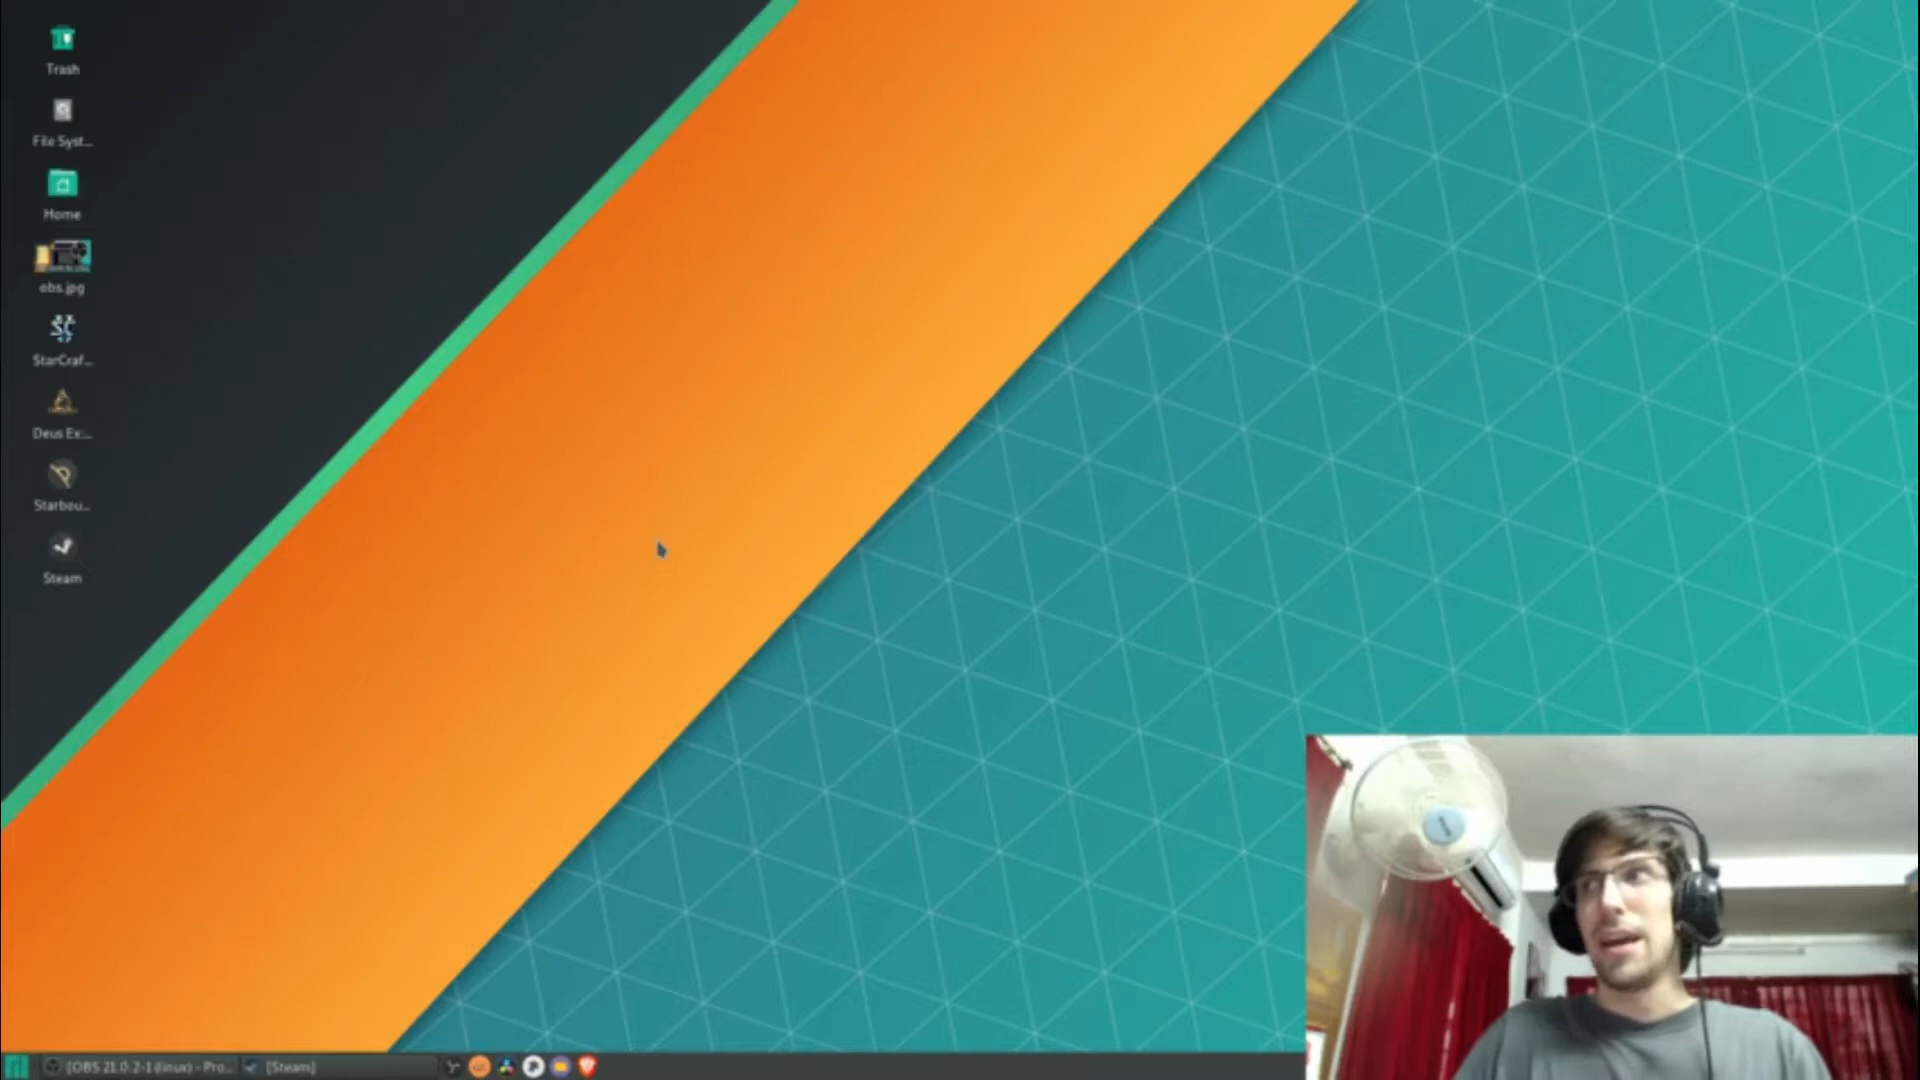 Trash
File Syst...
Home
obs.jpg
StarCraf...
Deus Ex:...
Starbou...
Steam
[OBS 21.0.2-1 (linux) - Pro...
[Steam]